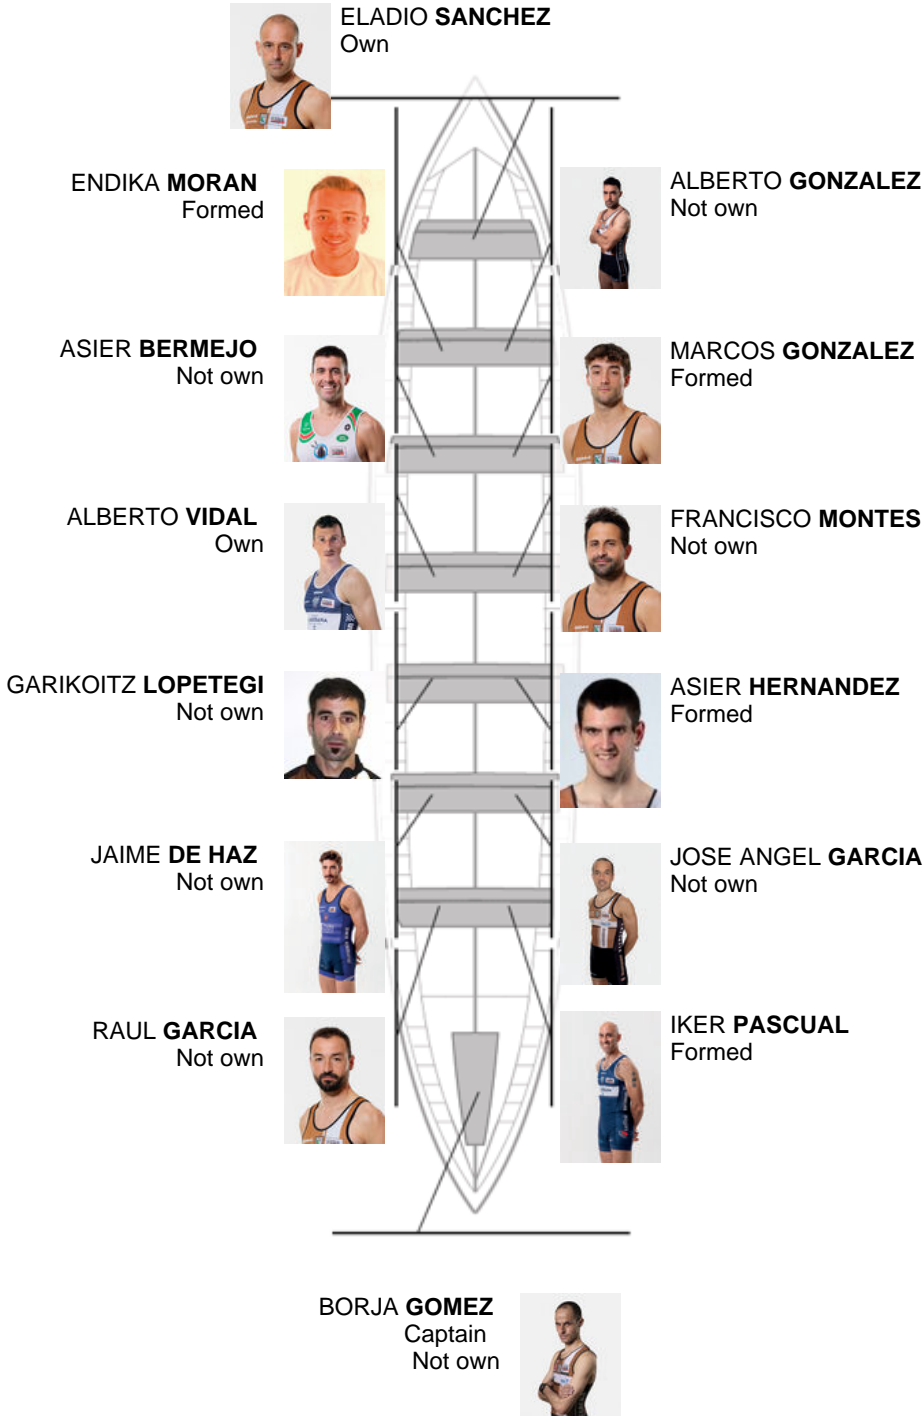 ELADIO SANCHEZ
Own
ENDIKA MORAN
Formed
ALBERTO GONZALEZ
Not own
ASIER BERMEJO
Not own
MARCOS GONZALEZ
Formed
ALBERTO VIDAL
Own
FRANCISCO MONTES
Not own
GARIKOITZ LOPETEGI
Not own
ASIER HERNANDEZ
Formed
JAIME DE HAZ
Not own
JOSE ANGEL GARCIA
Not own
RAUL GARCIA
Not own
IKER PASCUAL
Formed
BORJA GOMEZ
Captain
Not own